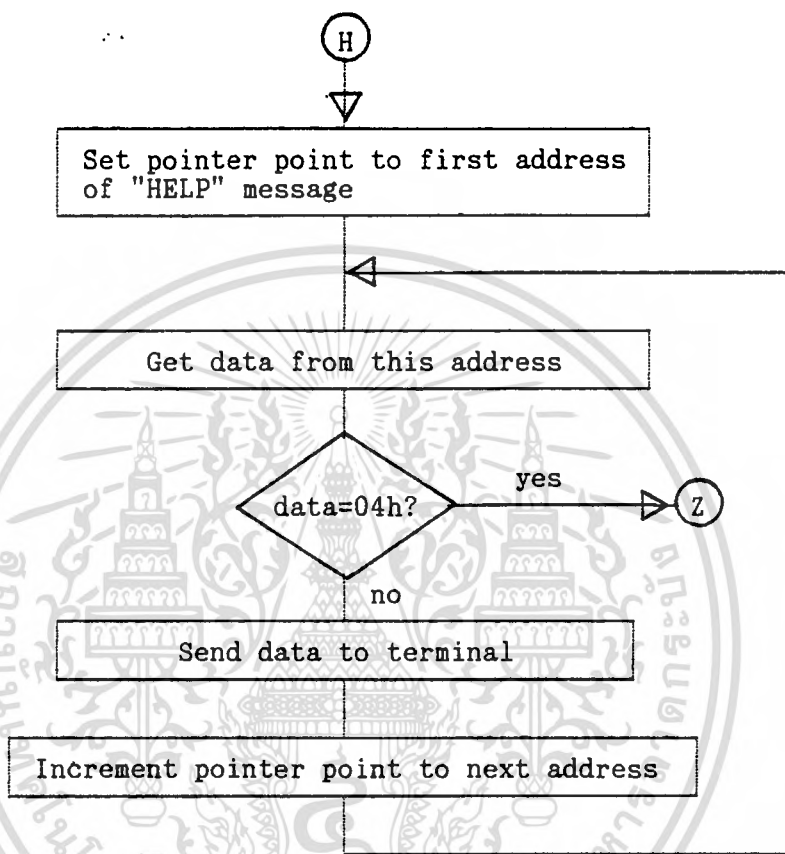 H
Set pointer point to first address
of "HELP" message
Get data from this address
data=04h?
yes
Z
no
Send data to terminal
Increment pointer point to next address